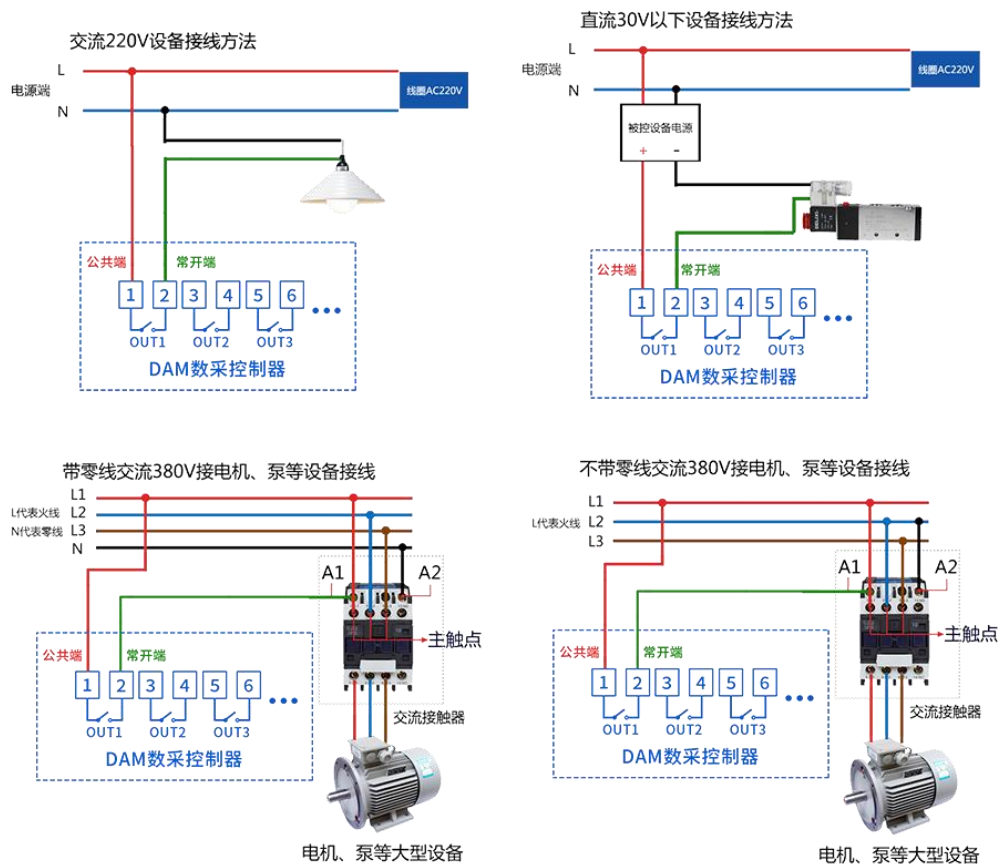 交流220V设备接线方法
L
电源端
N
线圈AC220V
公共端
常开端
1 2 3 4 5 6
OUT1 OUT2 OUT3
DAM数采控制器
直流30V以下设备接线方法
L
电源端
N
线圈AC220V
被控设备电源
+ -
公共端
常开端
1 2 3 4 5 6
OUT1 OUT2 OUT3
DAM数采控制器
带零线交流380V接电机、泵等设备接线
L1
L代表火线 L2
N代表零线 L3
N
A1 A2
主触点
公共端
常开端
1 2 3 4 5 6
OUT1 OUT2 OUT3
DAM数采控制器
交流接触器
电机、泵等大型设备
不带零线交流380V接电机、泵等设备接线
L1
L代表火线 L2
L3
A1 A2
主触点
公共端
常开端
1 2 3 4 5 6
OUT1 OUT2 OUT3
DAM数采控制器
交流接触器
电机、泵等大型设备